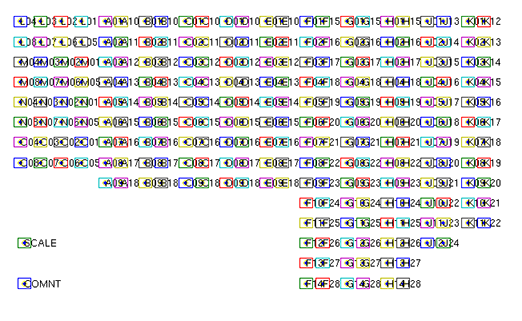 L04 L03 L02 L01 A01 A10 B01 B10 C01 C10 D01 D10 E01 E10 F01 F15 G01 G15 H01 H15 J01 J13 K01 K12
L08 L07 L06 L05 A02 A11 B02 B11 C02 C11 D02 D11 E02 E11 F02 F16 G02 G16 H02 H16 J02 J14 K02 K13
M04 M03 M02 M01 A03 A12 B03 B12 C03 C12 D03 D12 E03 E12 F03 F17 G03 G17 H03 H17 J03 J15 K03 K14
M08 M07 M06 M05 A04 A13 B04 B13 C04 C13 D04 D13 E04 E13 F04 F18 G04 G18 H04 H18 J04 J16 K04 K15
N04 N03 N02 N01 A05 A14 B05 B14 C05 C14 D05 D14 E05 E14 F05 F19 G05 G19 H05 H19 J05 J17 K05 K16
N08 N07 N06 N05 A06 A15 B06 B15 C06 C15 D06 D15 E06 E15 F06 F20 G06 G20 H06 H20 J06 J18 K06 K17
O04 O03 O02 O01 A07 A16 B07 B16 C07 C16 D07 D16 E07 E16 F07 F21 G07 G21 H07 H21 J07 J19 K07 K18
O08 O07 O06 O05 A08 A17 B08 B17 C08 C17 D08 D17 E08 E17 F08 F22 G08 G22 H08 H22 J08 J20 K08 K19
A09 A18 B09 B18 C09 C18 D09 D18 E09 E18 F09 F23 G09 G23 H09 H23 J09 J21 K09 K20
F10 F24 G10 G24 H10 H24 J10 J22 K10 K21
F11 F25 G11 G25 H11 H25 J11 J23 K11 K22
SCALE F12 F26 G12 G26 H12 H26 J12 J24
F13 F27 G13 G27 H13 H27
COMNT F14 F28 G14 G28 H14 H28